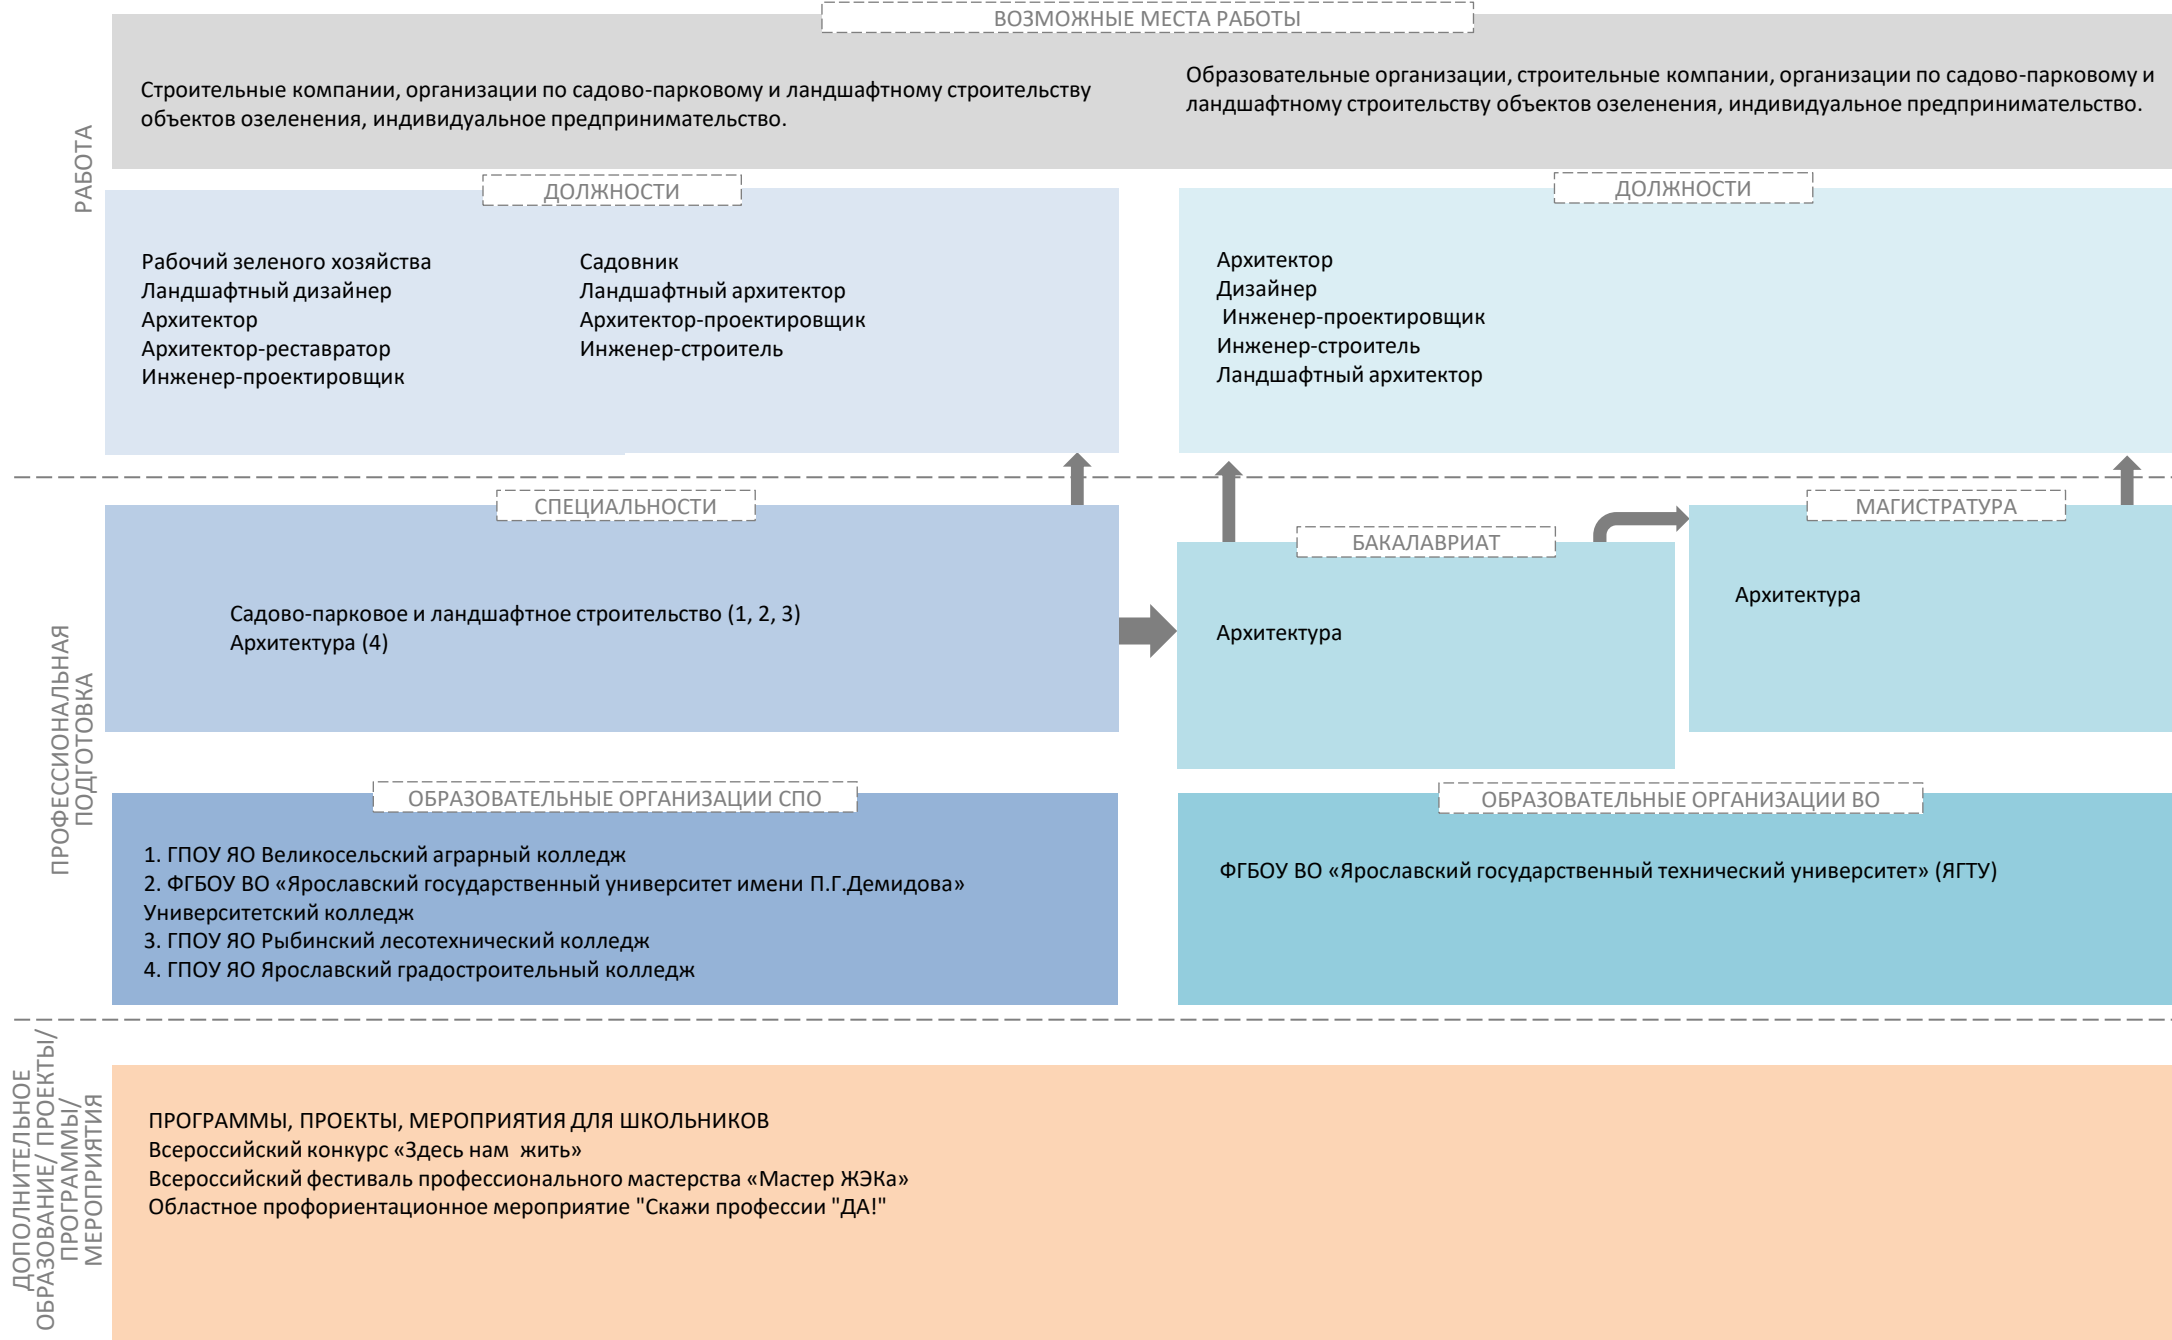 ВОЗМОЖНЫЕ МЕСТА РАБОТЫ
Строительные компании, организации по садово-парковому и ландшафтному строительству
объектов озеленения, индивидуальное предпринимательство.
Образовательные организации, строительные компании, организации по садово-парковому и
ландшафтному строительству объектов озеленения, индивидуальное предпринимательство.
РАБОТА
ДОЛЖНОСТИ
Рабочий зеленого хозяйства
Ландшафтный дизайнер
Архитектор
Архитектор-реставратор
Инженер-проектировщик
Садовник
Ландшафтный архитектор
Архитектор-проектировщик
Инженер-строитель
ДОЛЖНОСТИ
Архитектор
Дизайнер
Инженер-проектировщик
Инженер-строитель
Ландшафтный архитектор
ПРОФЕССИОНАЛЬНАЯ
ПОДГОТОВКА
СПЕЦИАЛЬНОСТИ
Садово-парковое и ландшафтное строительство (1, 2, 3)
Архитектура (4)
БАКАЛАВРИАТ
Архитектура
МАГИСТРАТУРА
Архитектура
ОБРАЗОВАТЕЛЬНЫЕ ОРГАНИЗАЦИИ СПО
1. ГПОУ ЯО Великосельский аграрный колледж
2. ФГБОУ ВО «Ярославский государственный университет имени П.Г.Демидова»
Университетский колледж
3. ГПОУ ЯО Рыбинский лесотехнический колледж
4. ГПОУ ЯО Ярославский градостроительный колледж
ОБРАЗОВАТЕЛЬНЫЕ ОРГАНИЗАЦИИ ВО
ФГБОУ ВО «Ярославский государственный технический университет» (ЯГТУ)
ДОПОЛНИТЕЛЬНОЕ
ОБРАЗОВАНИЕ/ ПРОЕКТЫ/
ПРОГРАММЫ/
МЕРОПРИЯТИЯ
ПРОГРАММЫ, ПРОЕКТЫ, МЕРОПРИЯТИЯ ДЛЯ ШКОЛЬНИКОВ
Всероссийский конкурс «Здесь нам  жить»
Всероссийский фестиваль профессионального мастерства «Мастер ЖЭКа»
Областное профориентационное мероприятие "Скажи профессии "ДА!"